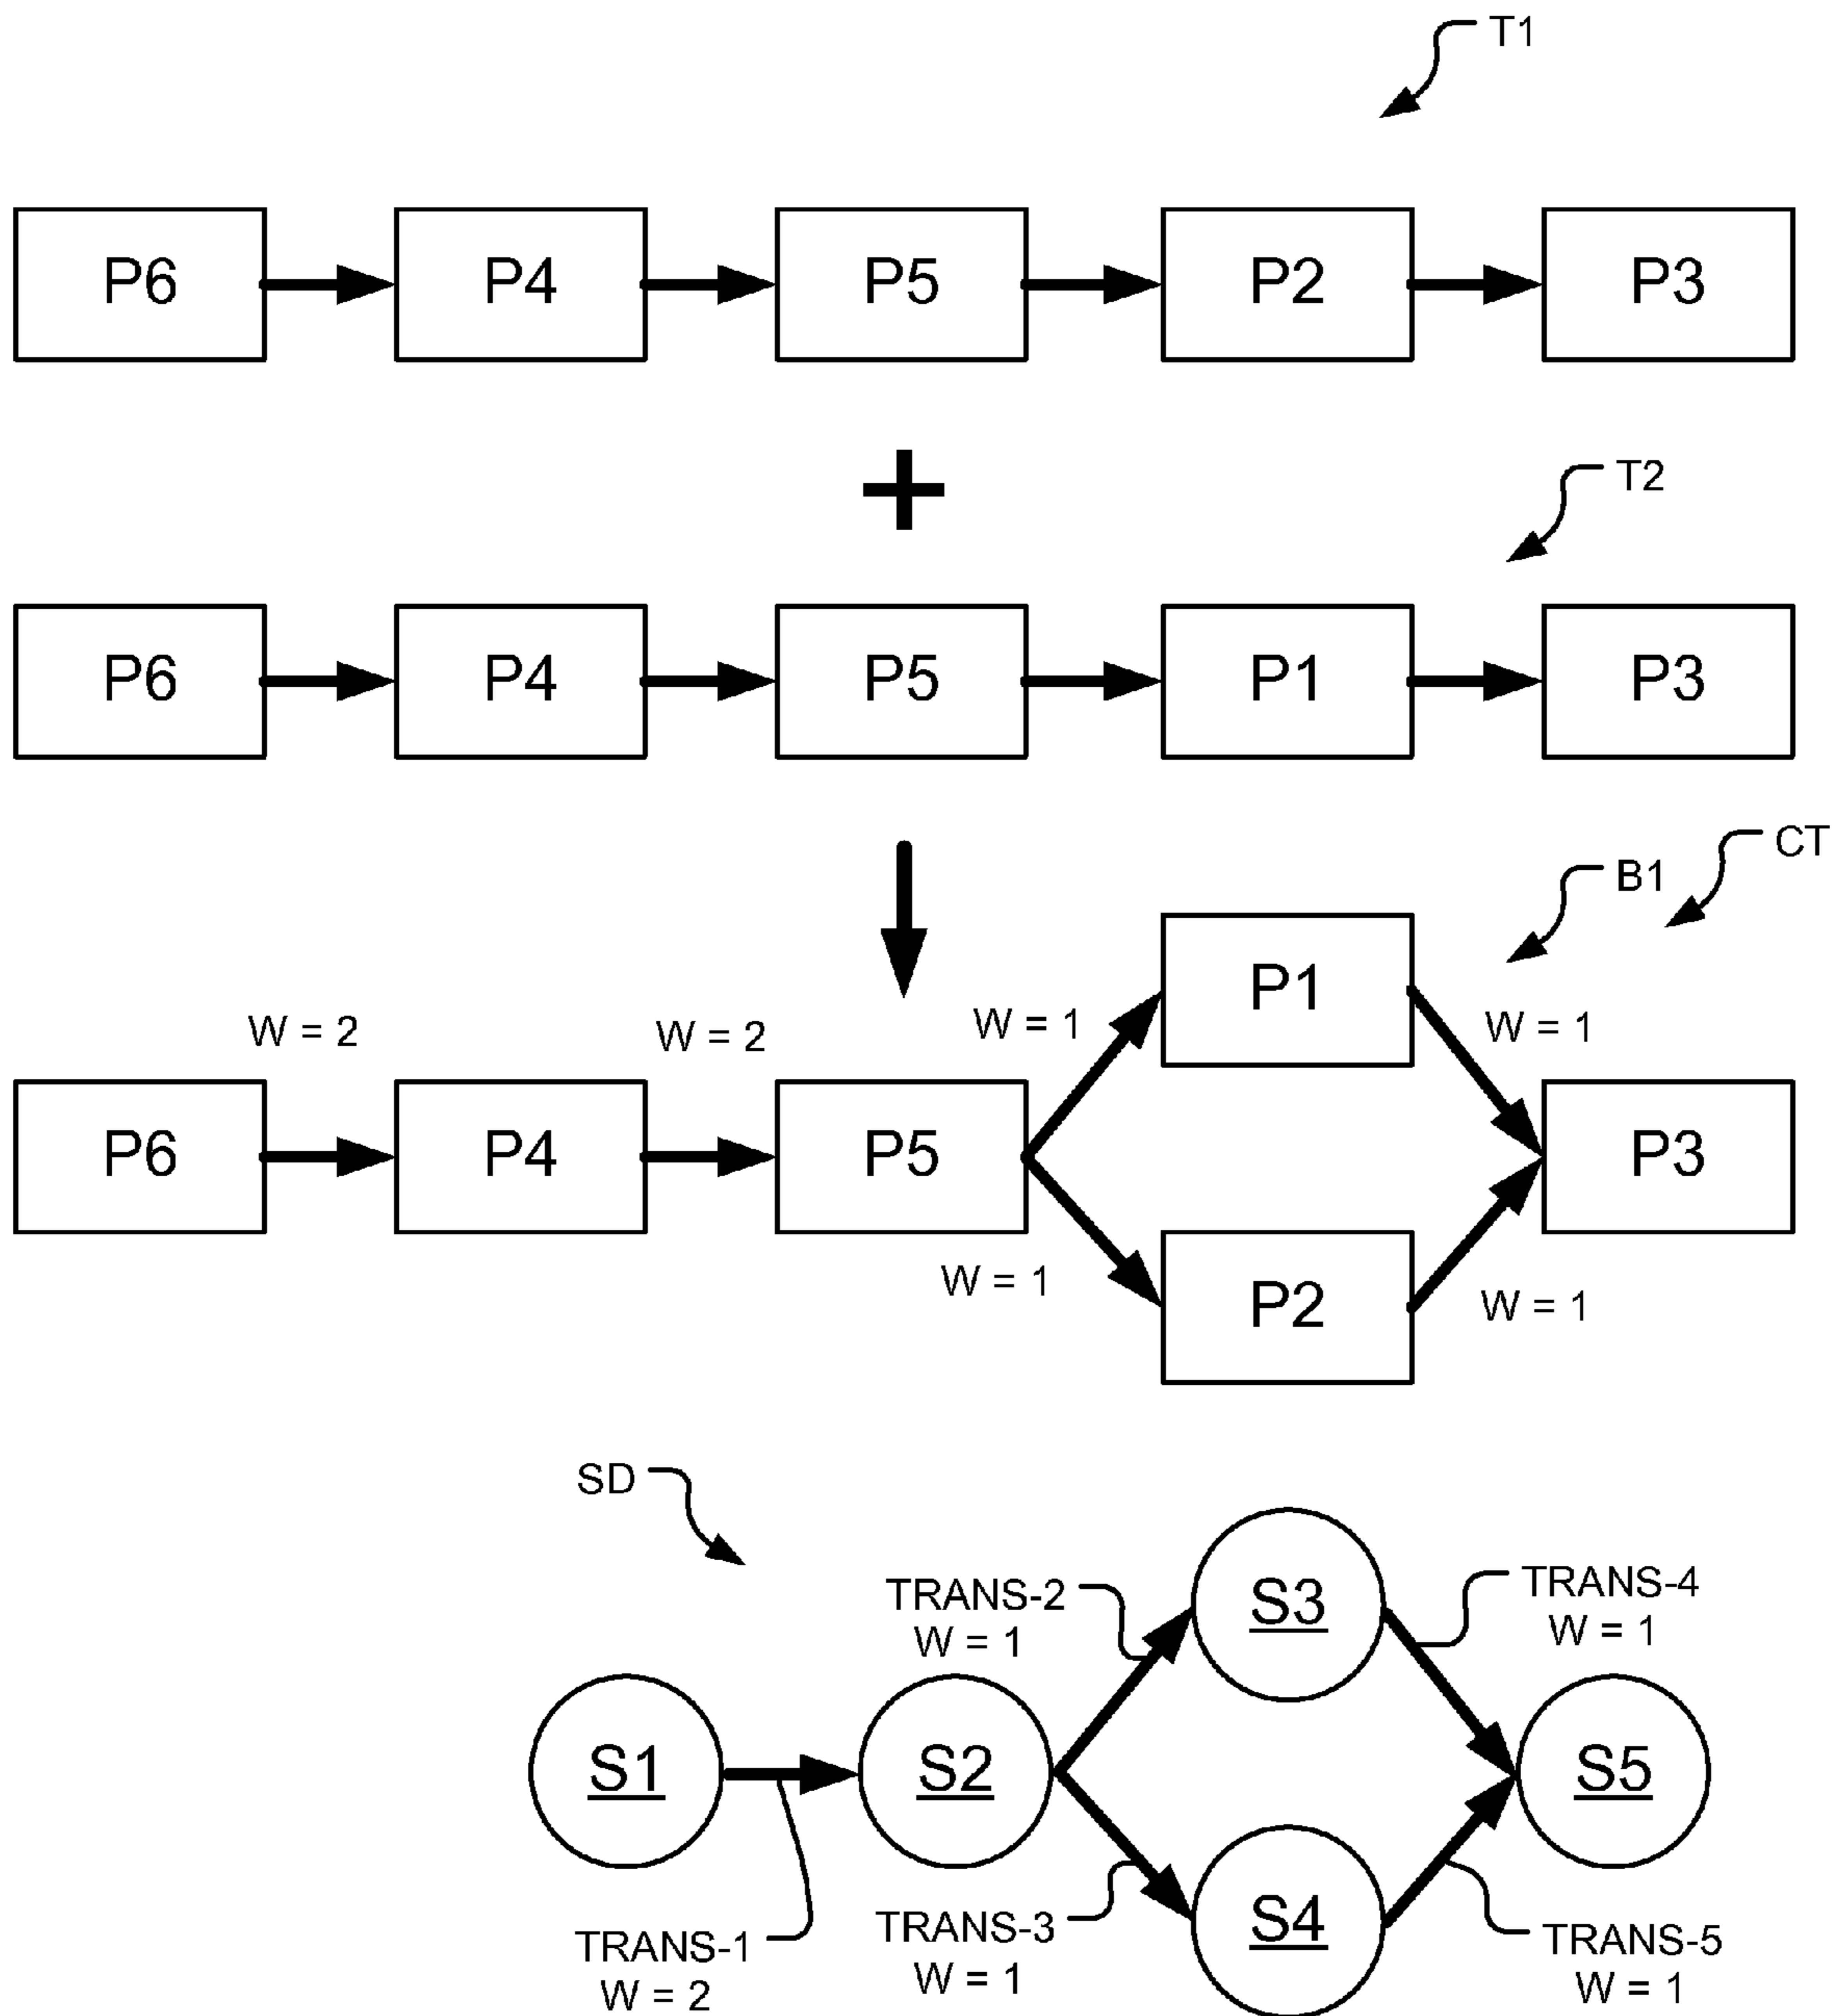 T1
P6 P4 P5 P2 P3
+
T2
P6 P4 P5 P1 P3
CT
B1
P1
W = 2 W = 2 W = 1 W = 1
P6 P4 P5 P3
W = 1 W = 1
P2
SD
S3
TRANS-2 TRANS-4
W = 1 W = 1
S1 S2 S5
S4
TRANS-1 TRANS-3 TRANS-5
W = 2 W = 1 W = 1